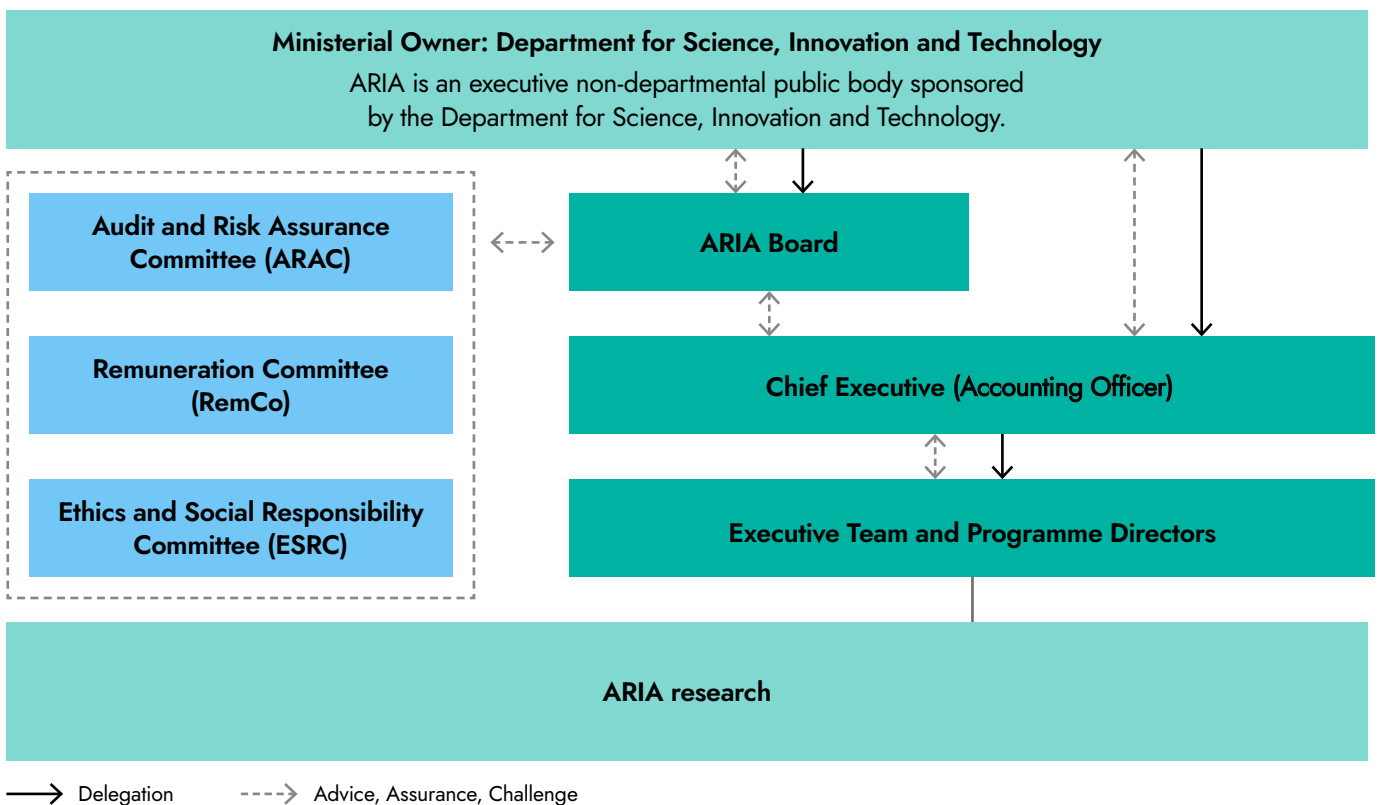 Ministerial Owner: Department for Science, Innovation and Technology
ARIA is an executive non-departmental public body sponsored
by the Department for Science, Innovation and Technology.
Audit and Risk Assurance
Committee (ARAC)
ARIA Board
Remuneration Committee
(RemCo)
Chief Executive (Accounting Officer)
Ethics and Social Responsibility
Committee (ESRC)
Executive Team and Programme Directors
ARIA research
Delegation
Advice, Assurance, Challenge